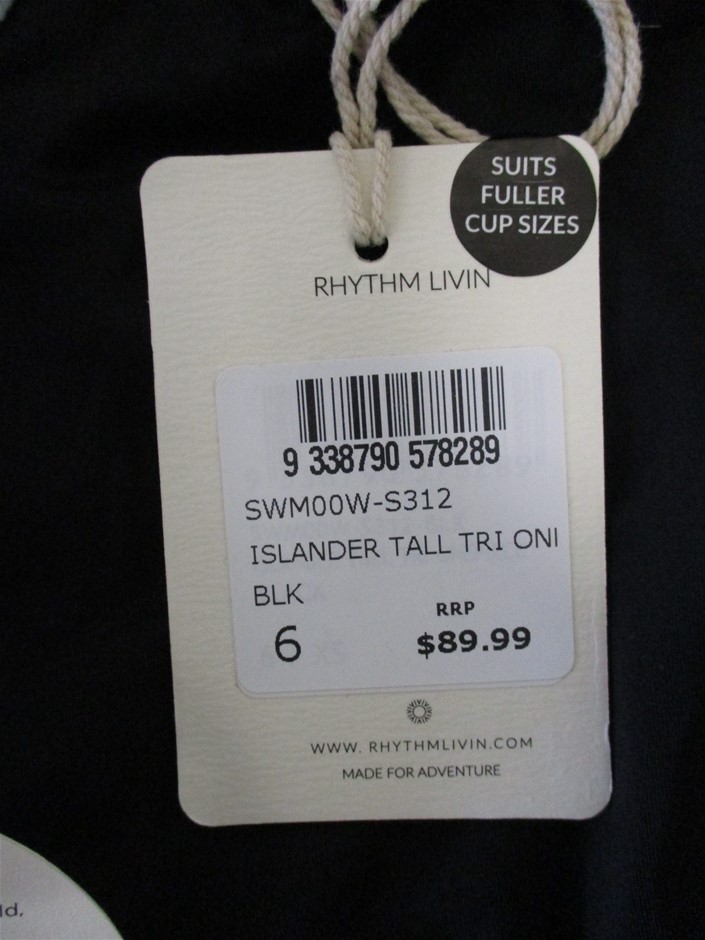 SUITS
FULLER
CUP SIZES
RHYTHM LIVIN
9 338790 578289
SWM00W-S312
ISLANDER TALL TRI ONI
BLK
RRP
6 $89.99
WWW. RHYTHMLIVIN.COM
MADE FOR ADVENTURE